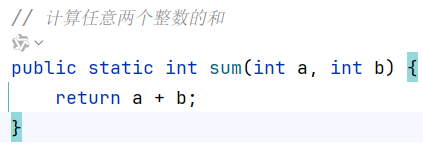 // 计算任意两个整数的和
public static int sum(int a, int b) {
    return a + b;
}